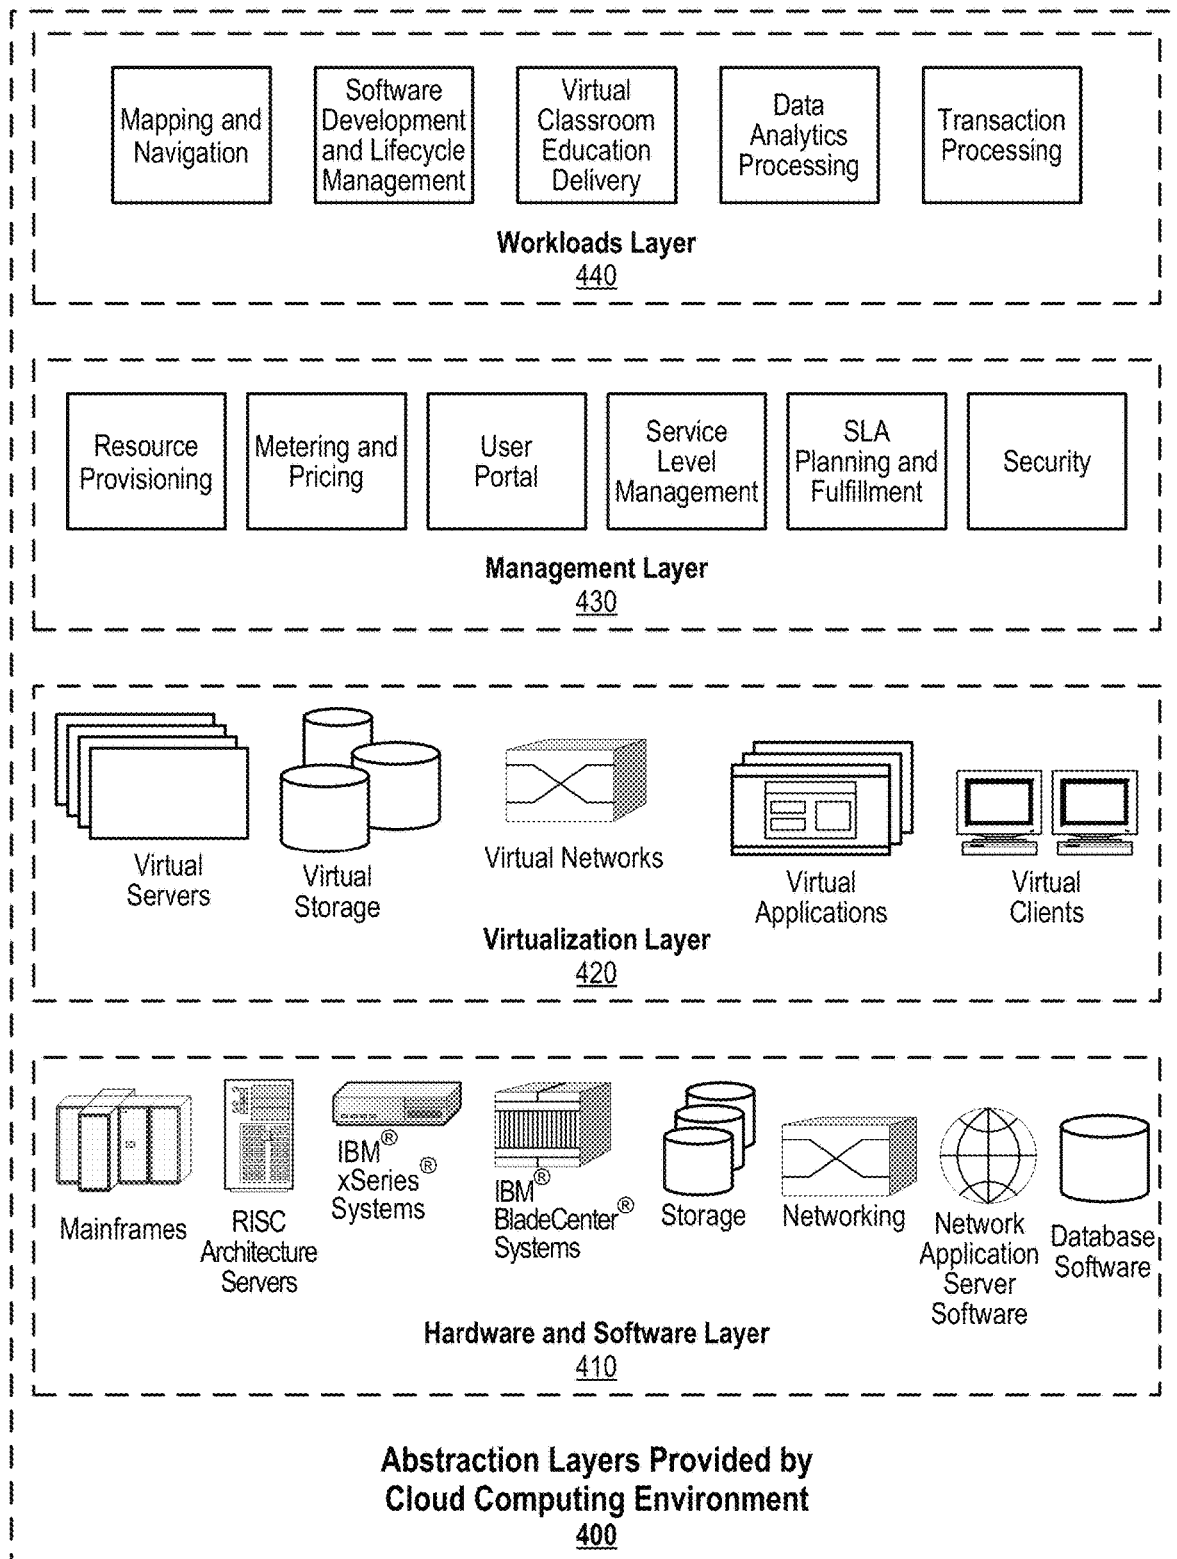 Mapping and
Navigation
Software
Development
and Lifecycle
Management
Virtual
Classroom
Education
Delivery
Data
Analytics
Processing
Transaction
Processing
Workloads Layer
440
Resource
Provisioning
Metering and
Pricing
User
Portal
Service
Level
Management
SLA
Planning and
Fulfillment
Security
Management Layer
430
Virtual
Servers
Virtual
Storage
Virtual Networks
Virtual
Applications
Virtual
Clients
Virtualization Layer
420
Mainframes
RISC
Architecture
Servers
IBM®
xSeries®
Systems
IBM®
BladeCenter®
Systems
Storage
Networking
Network
Application
Server
Software
Database
Software
Hardware and Software Layer
410
Abstraction Layers Provided by
Cloud Computing Environment
400